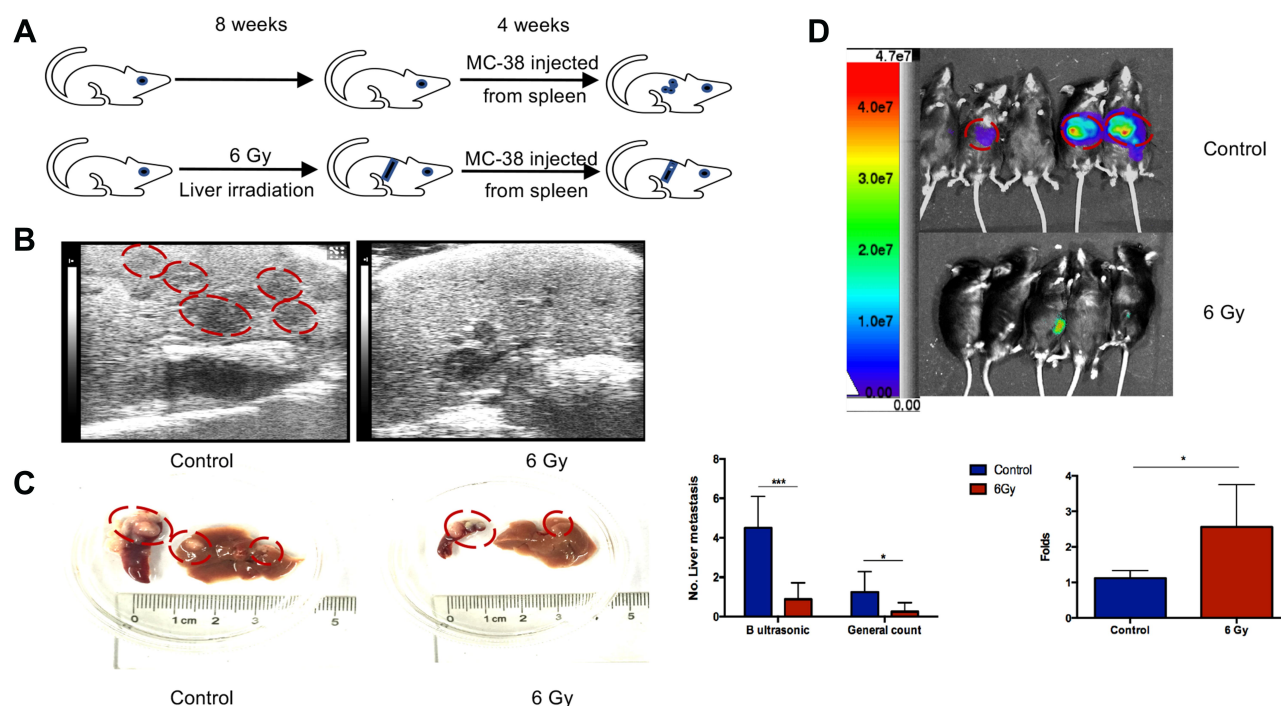 A
8 weeks
4 weeks
MC-38 injected
from spleen
6 Gy
Liver irradiation
MC-38 injected
from spleen
B
Control
6 Gy
C
0 1 cm 2 3 5
0 1 cm 2 3 4 5
Control
6 Gy
D
4.7e7
4.0e7
3.0e7
2.0e7
1.0e7
0.00
0.00
Control
6 Gy
No. Liver metastasis
8
6
4
2
0
***
*
B ultrasonic
General count
Control
6Gy
Folds
4
3
2
1
0
*
Control
6 Gy